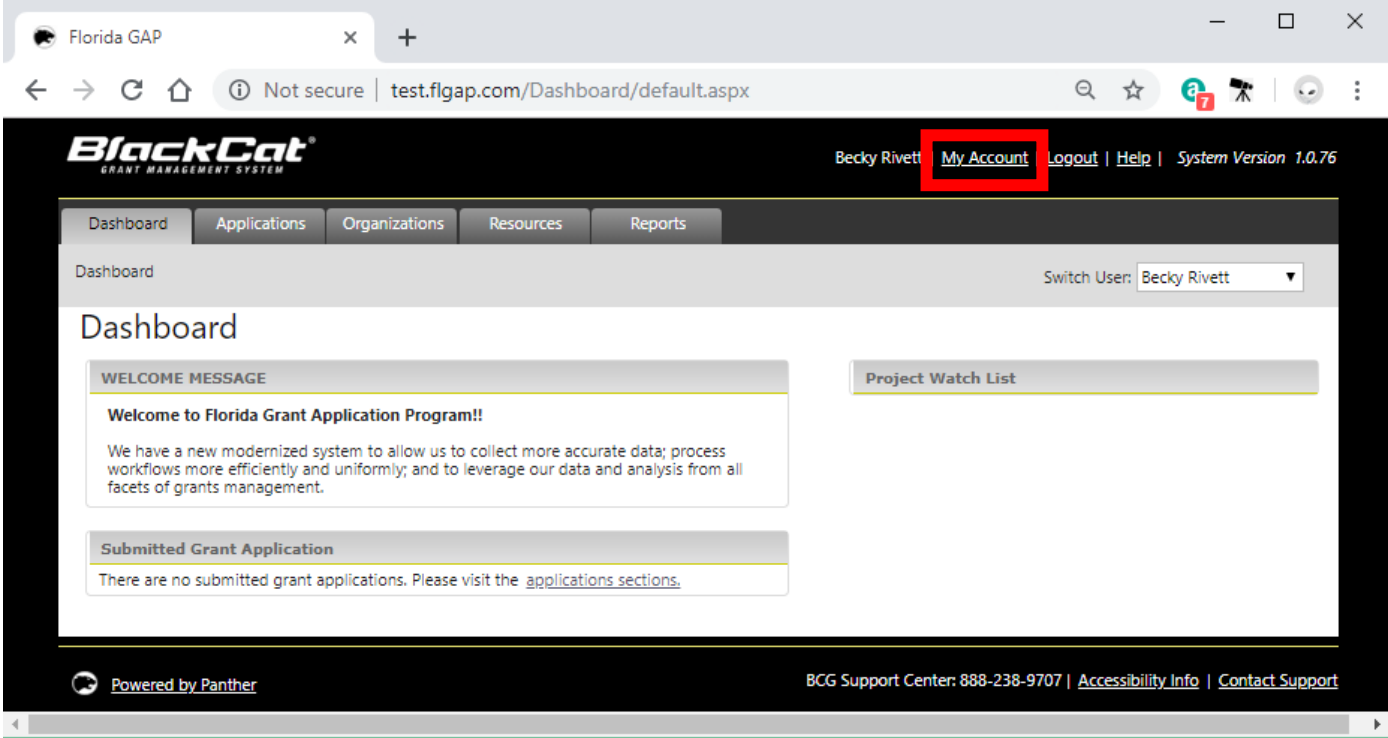 Florida GAP
Not secure | test.flgap.com/Dashboard/default.aspx
a
7
BlackCat®
GRANT MANAGEMENT SYSTEM
Becky Rivett | My Account | Logout | Help | System Version 1.0.76
Dashboard Applications Organizations Resources Reports
Dashboard
Switch User: Becky Rivett
Dashboard
WELCOME MESSAGE
Project Watch List
Welcome to Florida Grant Application Program!!
We have a new modernized system to allow us to collect more accurate data; process
workflows more efficiently and uniformly; and to leverage our data and analysis from all
facets of grants management.
Submitted Grant Application
There are no submitted grant applications. Please visit the applications sections.
Powered by Panther
BCG Support Center: 888-238-9707 | Accessibility Info | Contact Support